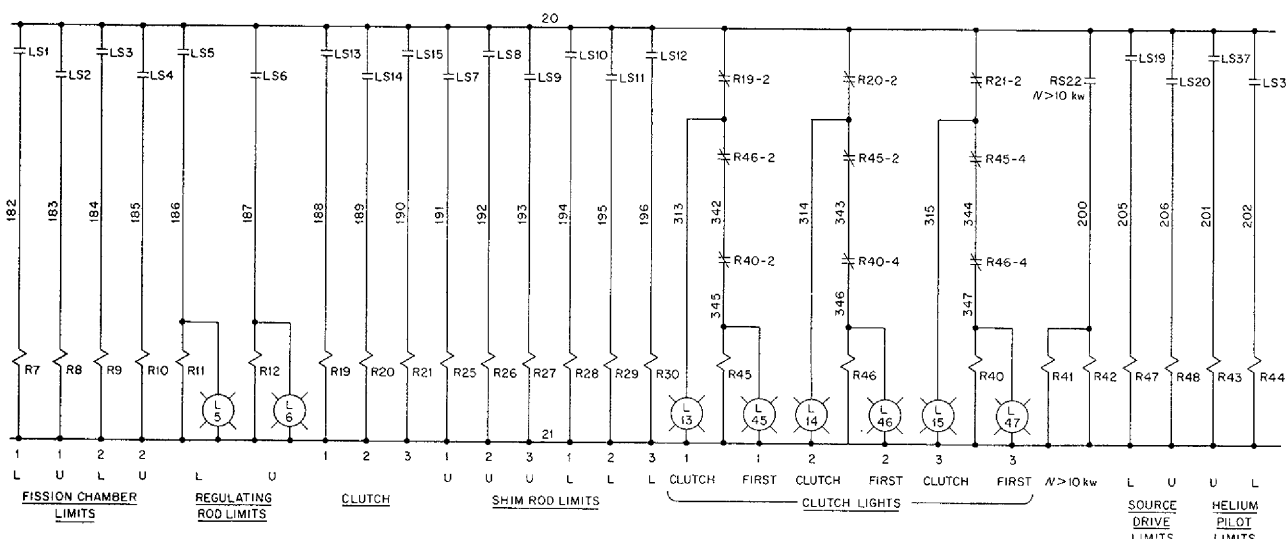 20
LS1
LS3
LS5
LS13
LS15
LS8
LS10
LS12
LS19
LS37
LS2
LS4
LS6
LS14
LS7
LS9
LS11
R19-2
R20-2
R21-2
RS22
N > 10 kw
LS20
LS3
R46-2
R45-2
R45-4
182
183
184
185
186
187
188
189
190
191
192
193
194
195
196
313
342
314
343
315
344
200
205
206
201
202
R40-2
R40-4
R46-4
345
346
347
R7
R8
R9
R10
R11
R12
R19
R20
R21
R25
R26
R27
R28
R29
R30
R45
R46
R40
R41
R42
R47
R48
R43
R44
L 5
L 6
L 13
L 45
L 14
L 46
L 15
L 47
21
1 1 2 2 1 2 3 1 2 3 1 2 3 1 1 2 2 3 3
L U L U L U U U U L L L CLUTCH FIRST CLUTCH FIRST CLUTCH FIRST N > 10 kw L U U L
FISSION CHAMBER
LIMITS
REGULATING
ROD LIMITS
CLUTCH
SHIM ROD LIMITS
CLUTCH LIGHTS
SOURCE
DRIVE
LIMITS
HELIUM
PILOT
LIMITS